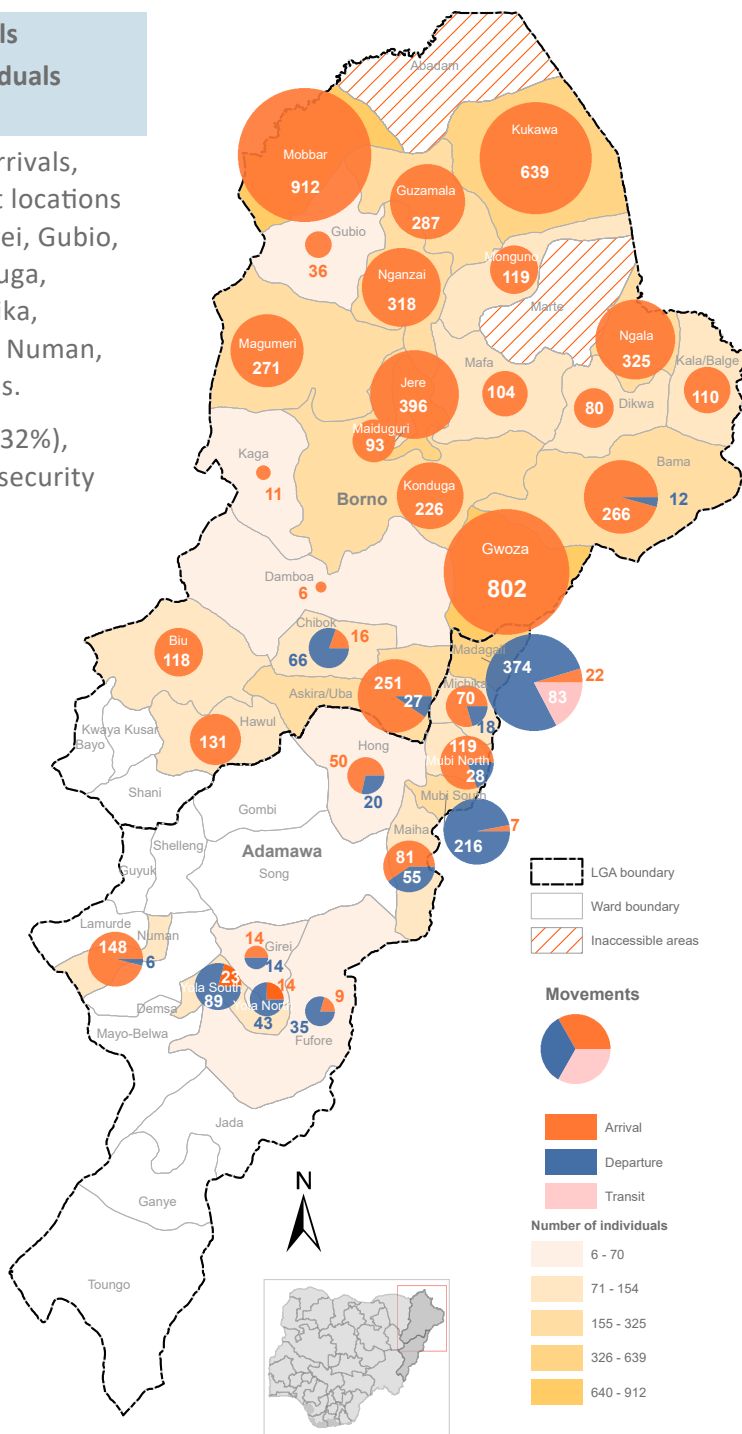 ls
duals
rrivals,
t locations
ei, Gubio,
uga,
ika,
Numan,
s.
32%),
security
Abadam
Kukawa
639
Mobbar
912
Guzamala
287
Gubio
36
Monguno
119
Nganzai
318
Marte
Ngala
325
Magumeri
271
Kala/Balge
110
Mafa
104
Jere
396
80
Dikwa
Maiduguri
93
Kaga
11
Bama
266
12
Borno
Konduga
226
Gwoza
802
Damboa
6
Chibok
16
66
Biu
118
Madagali
374
22
83
Askira/Uba
251
27
Michika
70
18
Kwaya Kusar
Bayo
Hawul
131
Hong
50
20
119
Mubi North
28
Shani
Gombi
Mubi South
7
216
Shelleng
Adamawa
Song
Maiha
81
55
Guyuk
Lamurde
Numan
148
6
14
Girei
14
23
Yola South
89
14
Yola North
43
9
35
Fufore
Demsa
Mayo-Belwa
Jada
Ganye
Toungo
N
LGA boundary
Ward boundary
Inaccessible areas
Movements
Arrival
Departure
Transit
Number of individuals
6 - 70
71 - 154
155 - 325
326 - 639
640 - 912